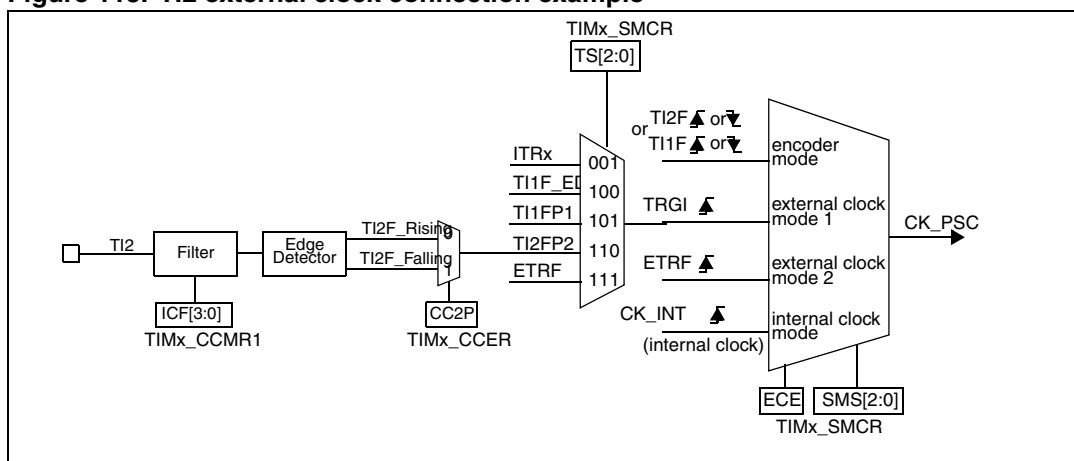 TIMx_SMCR
TS[2:0]
or TI2F or
TI1F or
encoder
mode
ITRx
001
TI1F_ED
100
TI1FP1
101
TRGI
external clock
mode 1
CK_PSC
TI2
Filter
Edge
Detector
TI2F_Rising
0
TI2F_Falling
1
TI2FP2
110
ETRF
111
ETRF
external clock
mode 2
ICF[3:0]
TIMx_CCMR1
CC2P
TIMx_CCER
CK_INT
(internal clock)
internal clock
mode
ECE
SMS[2:0]
TIMx_SMCR